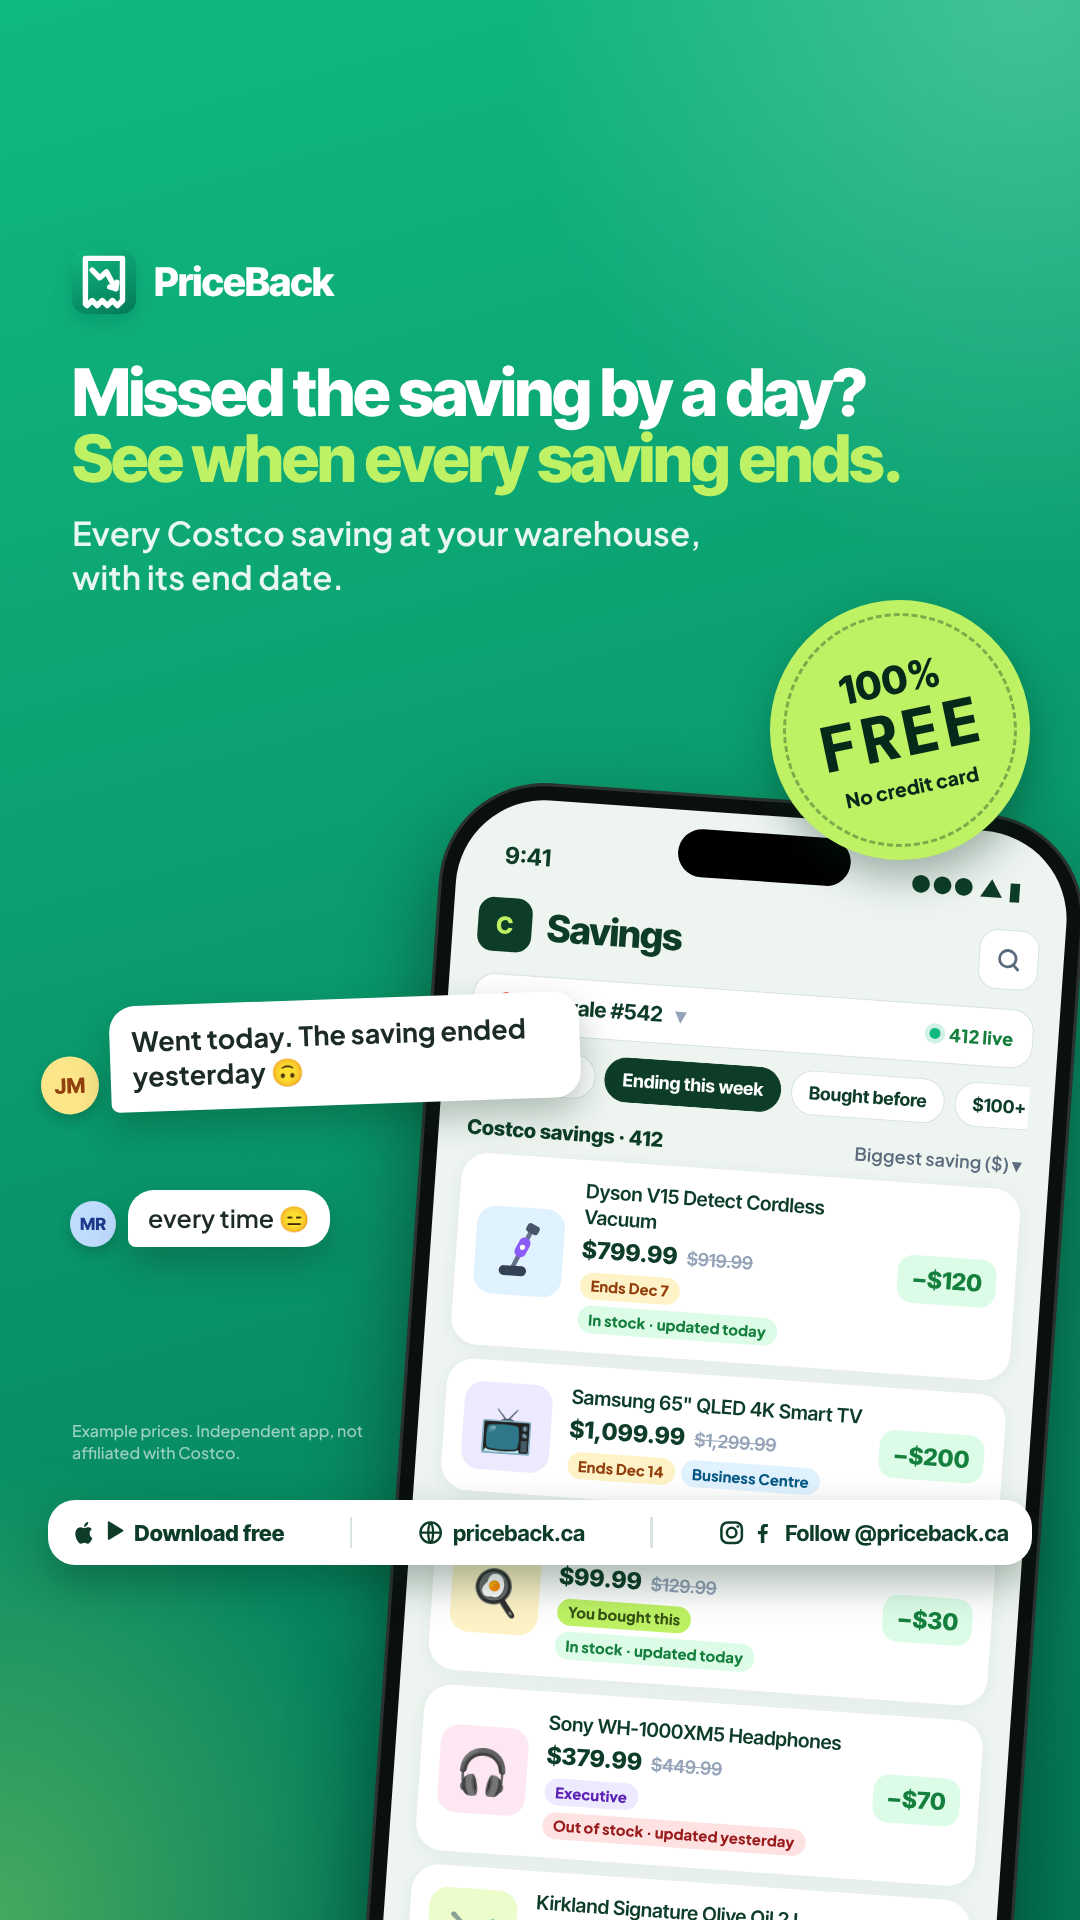 PriceBack
Missed the saving by a day?
See when every saving ends.
Every Costco saving at your warehouse,
with its end date.
100%
FREE
No credit card
9:41
C
Savings
#542 ▼
412 live
JM
Went today. The saving ended
yesterday 🙃
Ending this week
Bought before
$100+
Costco savings · 412
Biggest saving ($) ▾
MR
every time 😑
Dyson V15 Detect Cordless
Vacuum
$799.99 $919.99
Ends Dec 7
In stock · updated today
−$120
Samsung 65" QLED 4K Smart TV
$1,099.99 $1,299.99
Ends Dec 14
Business Centre
−$200
Example prices. Independent app, not
affiliated with Costco.
Download free
priceback.ca
Follow @priceback.ca
$99.99 $129.99
You bought this
In stock · updated today
−$30
Sony WH-1000XM5 Headphones
$379.99 $449.99
Executive
Out of stock · updated yesterday
−$70
Kirkland Signature Olive Oil 2 L